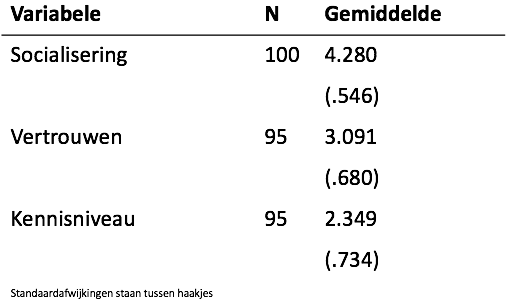 Variabele N Gemiddelde
Socialisering 100 4.280
(.546)
Vertrouwen 95 3.091
(.680)
Kennisniveau 95 2.349
(.734)
Standaardafwijkingen staan tussen haakjes